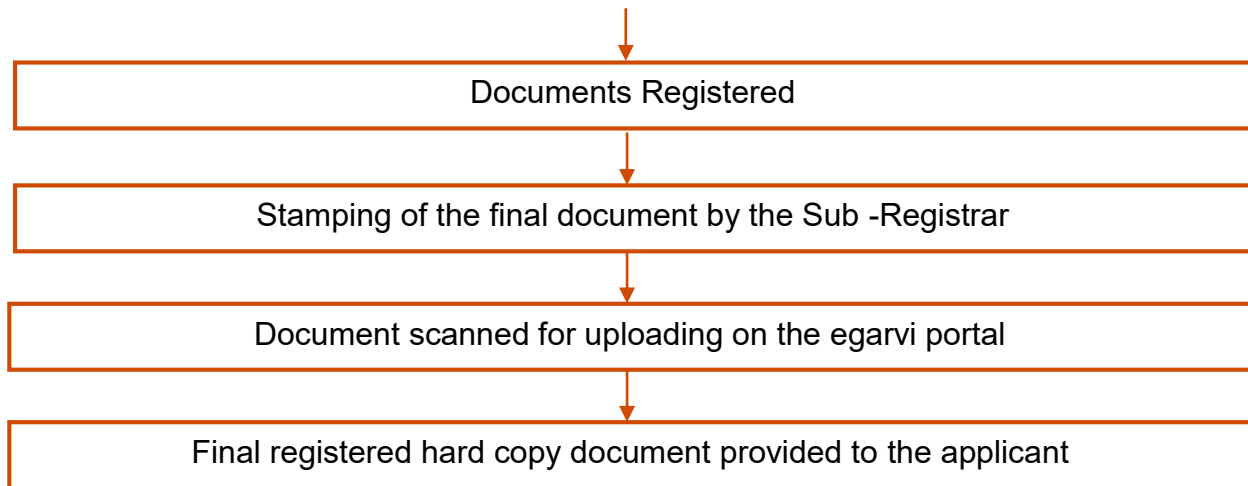 Documents Registered
Stamping of the final document by the Sub -Registrar
Document scanned for uploading on the egarvi portal
Final registered hard copy document provided to the applicant